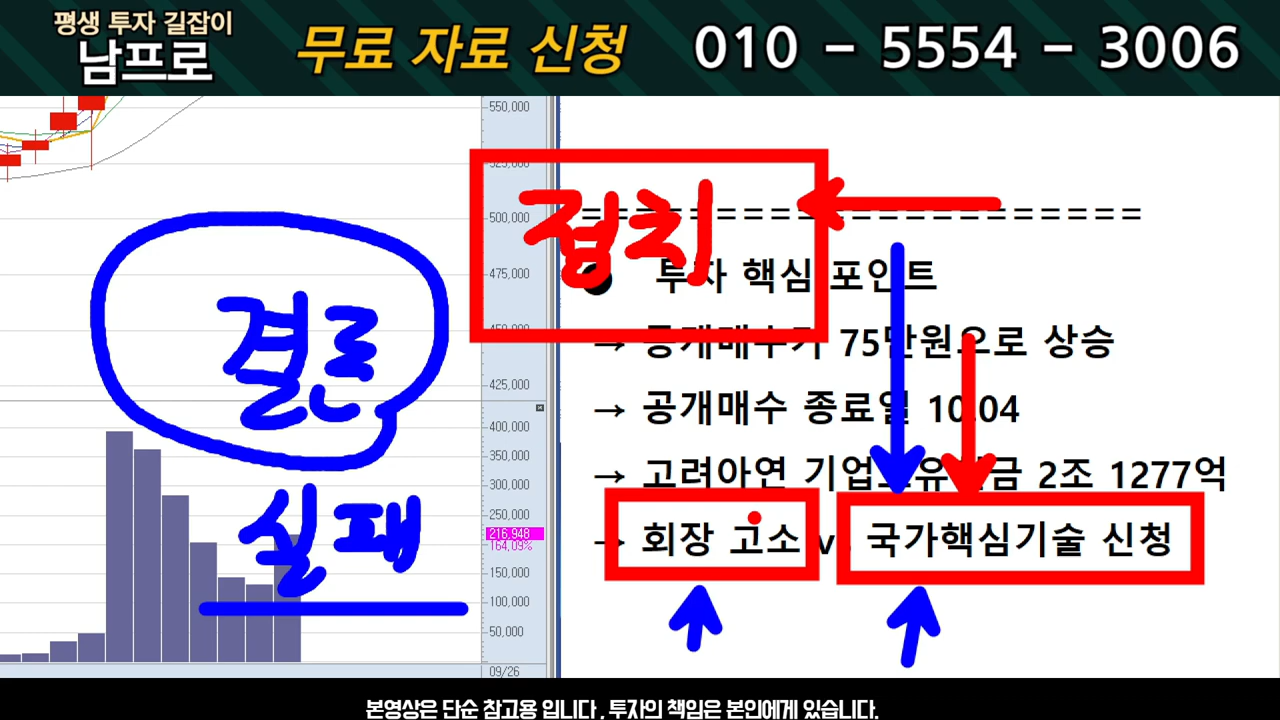 평생 투자 길잡이
남프로
무료 자료 신청 010 - 5554 - 3006
550,000
525,000
500,000
475,000
450,000
425,000
400,000
350,000
300,000
250,000
216,948
164,09%
150,000
100,000
50,000
09/26
결론
실패
====================
● 투자 핵심 포인트
→ 공개매수가 75만원으로 상승
→ 공개매수 종료일 10.04
→ 고려아연 기업보유현금 2조 1277억
→ 회장 고소 vs 국가핵심기술 신청
본영상은 단순 참고용 입니다 , 투자의 책임은 본인에게 있습니다.